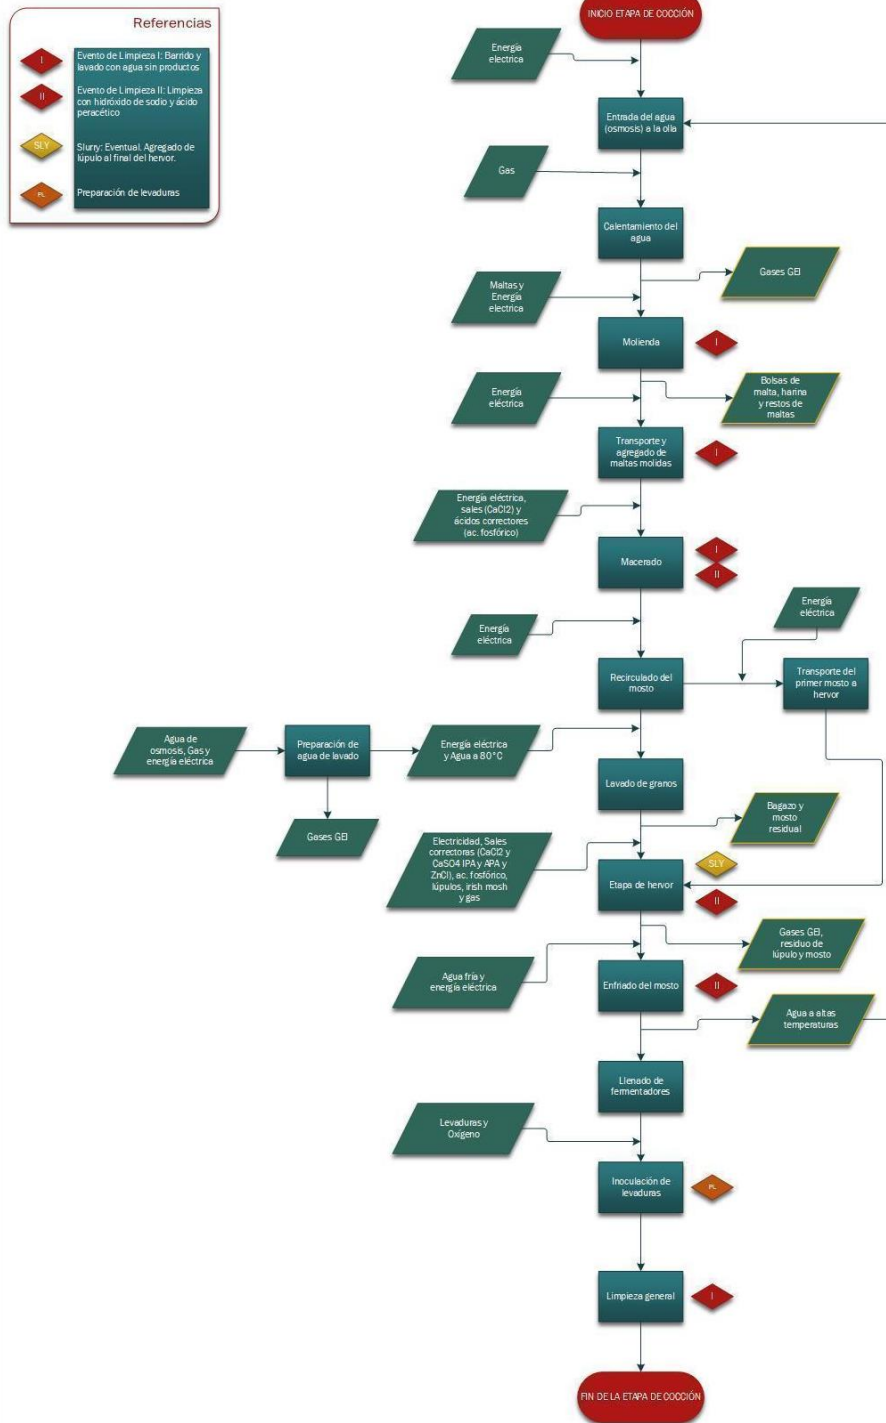 Referencias
I
Evento de Limpieza I: Barrido y
lavado con agua sin productos
II
Evento de Limpieza II: Limpieza
con hidróxido de sodio y ácido
peracético
SLY
Slurry: Eventual. Agregado de
lúpulo al final del hervor.
PL
Preparación de levaduras
INICIO ETAPA DE COCCIÓN
Energía
electrica
Entrada del agua
(osmosis) a la olla
Gas
Calentamiento del
agua
Gases GEI
Maltas y
Energía
electrica
Molienda
I
Energía
eléctrica
Bolsas de
malta, harina
y restos de
maltas
Transporte y
agregado de
maltas molidas
I
Energía eléctrica,
sales (CaCl2) y
ácidos correctores
(ac. fosfórico)
Macerado
I
II
Energía
eléctrica
Energía
eléctrica
Recirculado del
mosto
Transporte del
primer mosto a
hervor
Agua de
osmosis, Gas y
energía eléctrica
Preparación de
agua de lavado
Energía eléctrica
y Agua a 80°C
Lavado de granos
Gases GEI
Bagazo y
mosto
residual
Electricidad, Sales
correctoras (CaCl2 y
CaSO4 IPA y APA y
ZnCl), ac. fosfórico,
lúpulos, irish mosh
y gas
Etapa de hervor
SLY
II
Gases GEI,
residuo de
lúpulo y mosto
Agua fría y
energía eléctrica
Enfriado del mosto
II
Agua a altas
temperaturas
Llenado de
fermentadores
Levaduras y
Oxígeno
Inoculación de
levaduras
PL
Limpieza general
I
FIN DE LA ETAPA DE COCCIÓN